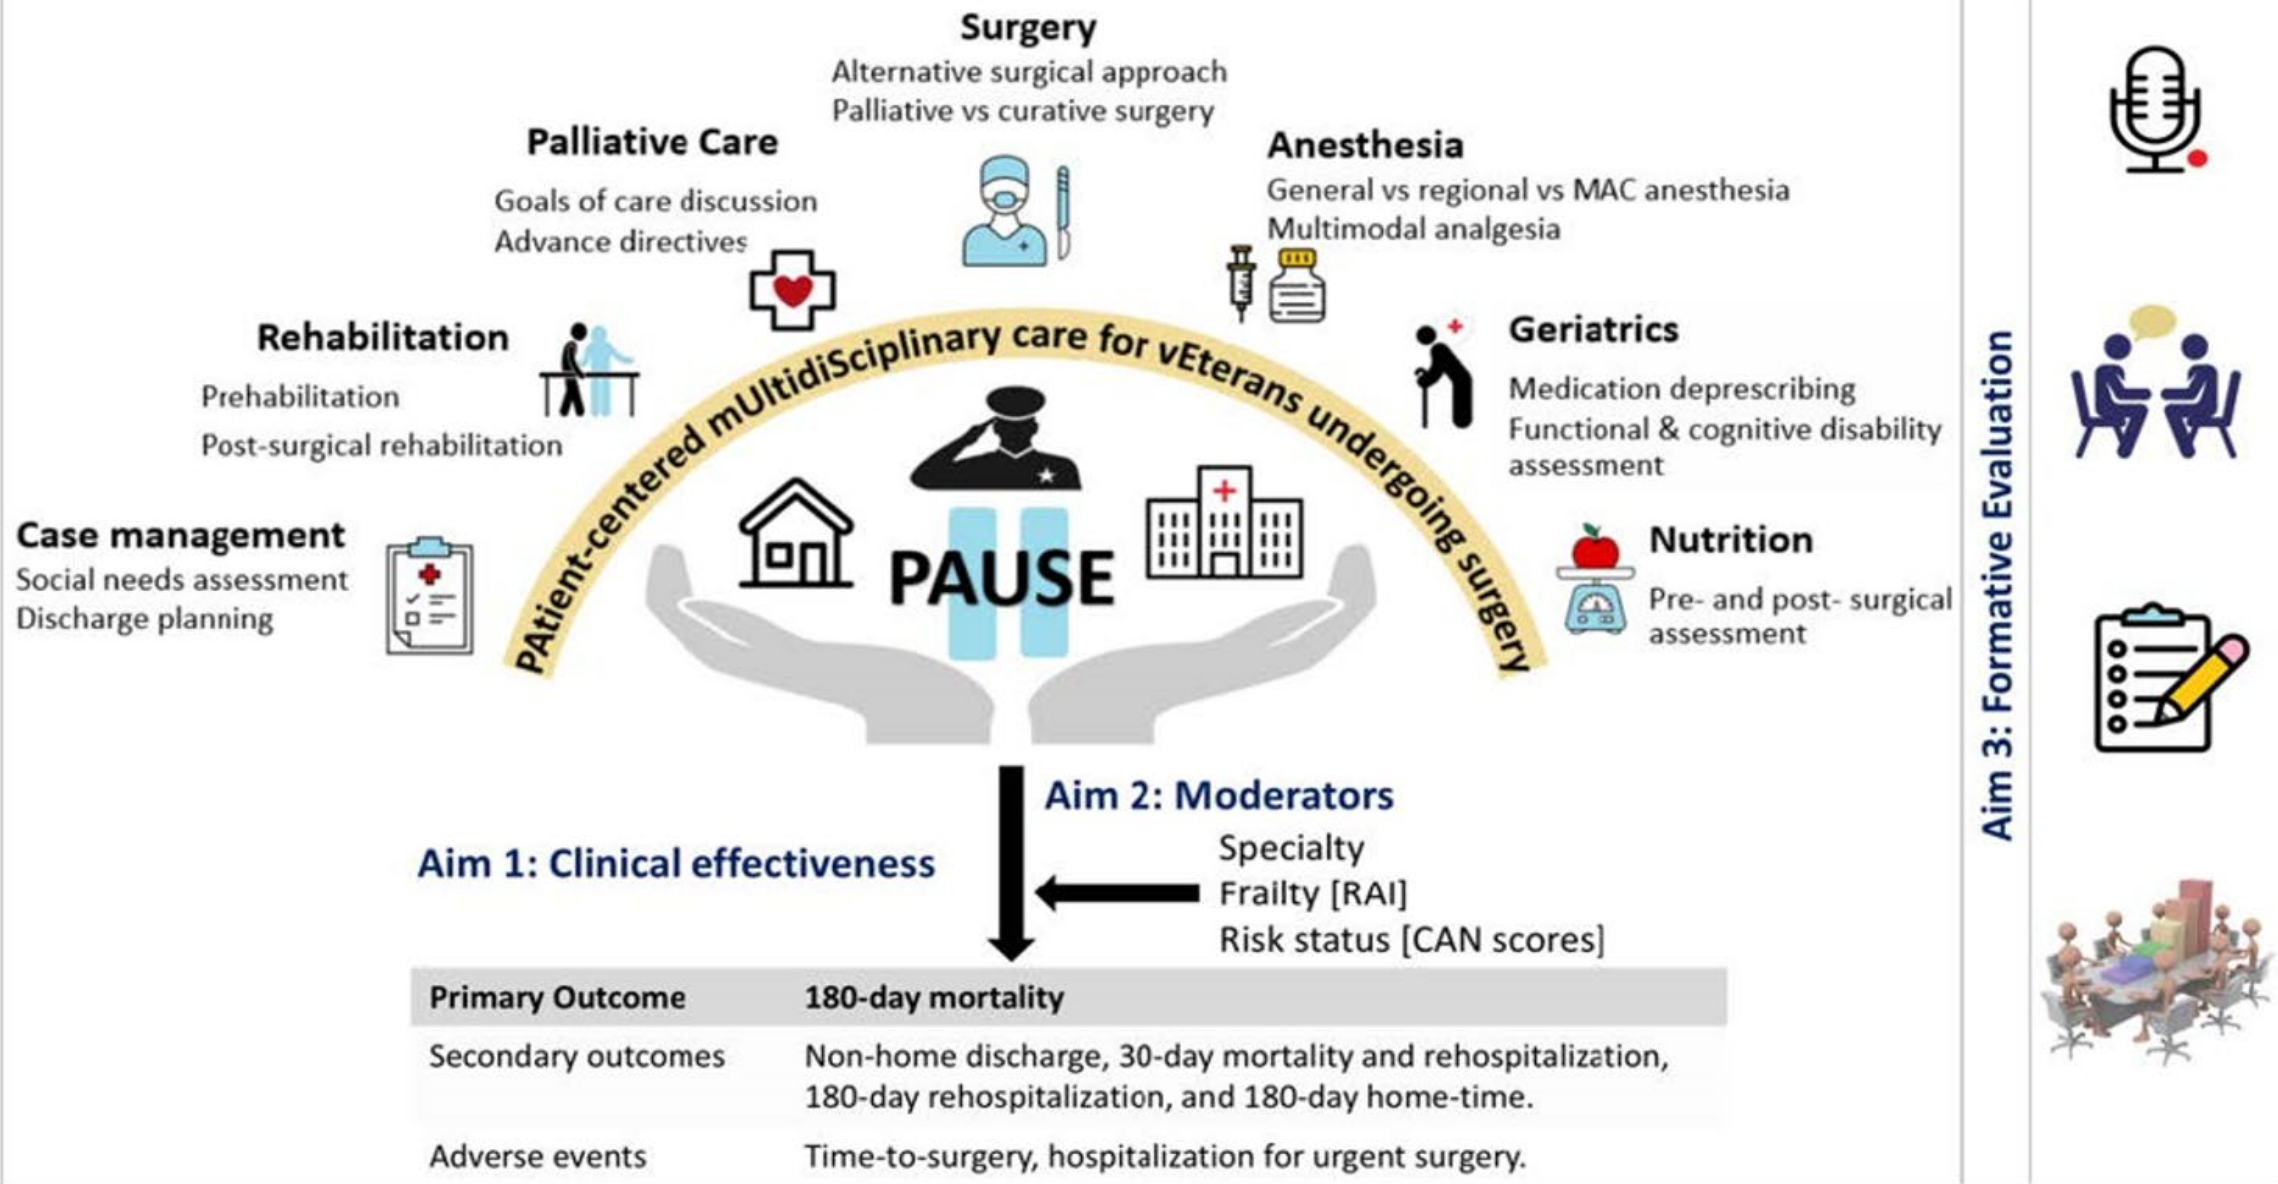 Surgery
Alternative surgical approach
Palliative vs curative surgery
Palliative Care
Goals of care discussion
Advance directives
Anesthesia
General vs regional vs MAC anesthesia
Multimodal analgesia
Rehabilitation
Prehabilitation
Post-surgical rehabilitation
Geriatrics
Medication deprescribing
Functional & cognitive disability
assessment
Case management
Social needs assessment
Discharge planning
Nutrition
Pre- and post- surgical
assessment
PAtient-centered mUltidiSciplinary care for vEterans undergoing surgery
PAUSE
Aim 1: Clinical effectiveness
Aim 2: Moderators
Specialty
Frailty [RAI]
Risk status [CAN scores]
Primary Outcome 180-day mortality
Secondary outcomes Non-home discharge, 30-day mortality and rehospitalization,
180-day rehospitalization, and 180-day home-time.
Adverse events Time-to-surgery, hospitalization for urgent surgery.
Aim 3: Formative Evaluation